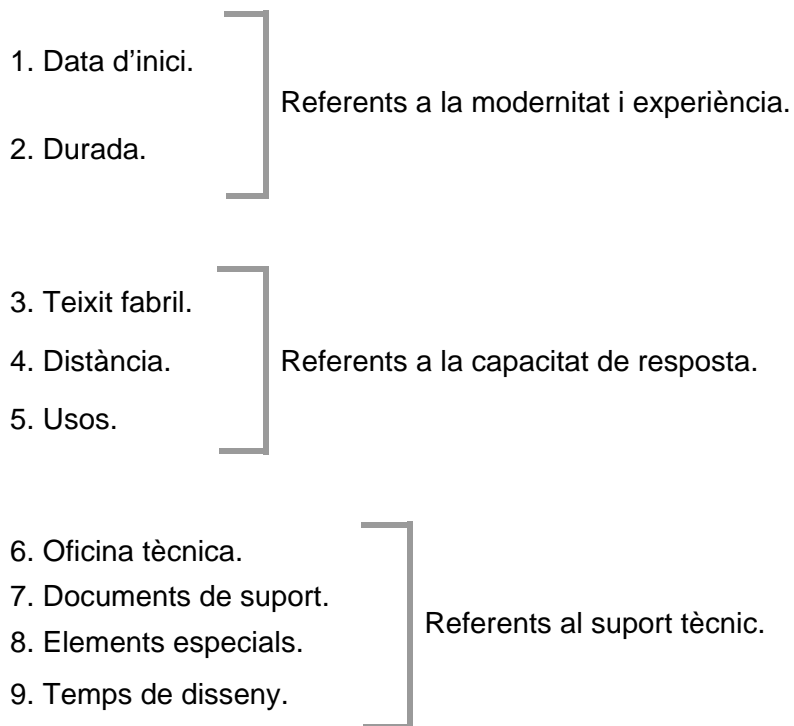 1. Data d’inici.
Referents a la modernitat i experiència.
2. Durada.
3. Teixit fabril.
4. Distància.
Referents a la capacitat de resposta.
5. Usos.
6. Oficina tècnica.
7. Documents de suport.
Referents al suport tècnic.
8. Elements especials.
9. Temps de disseny.